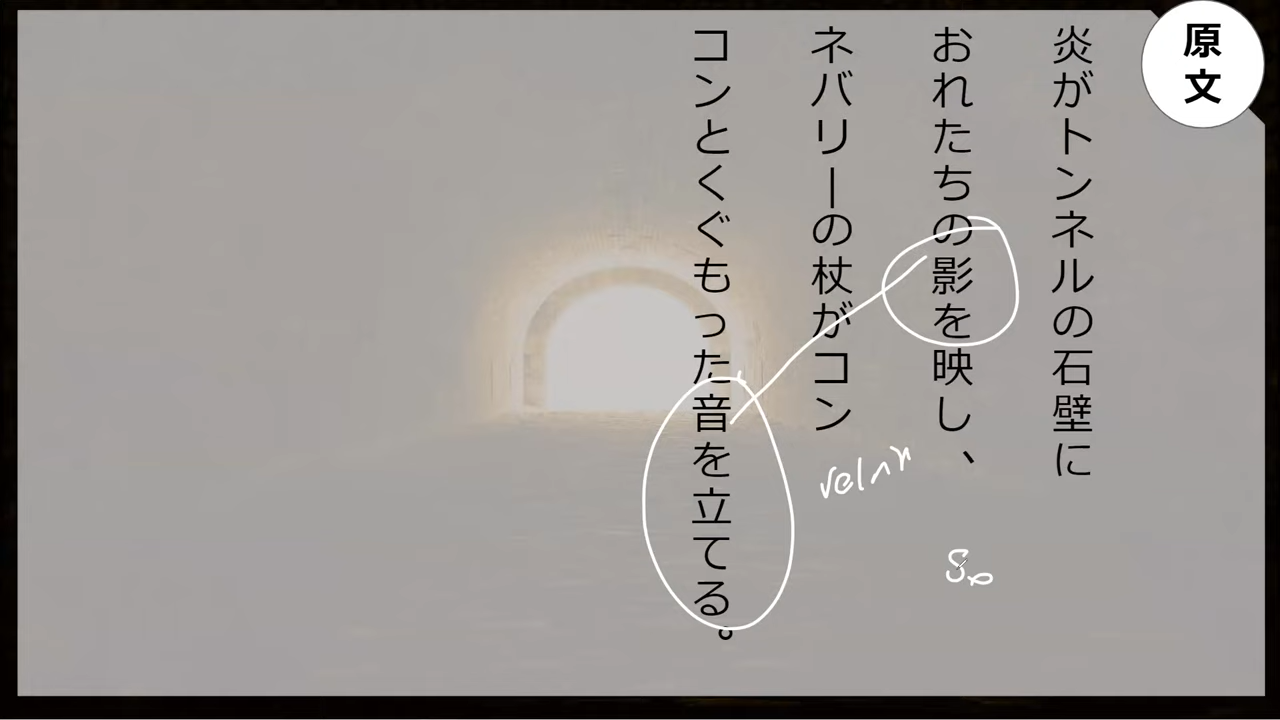 原文
炎がトンネルの石壁に
おれたちの影を映し、
ネバリーの杖がコン
コンとくぐもった音を立てる。